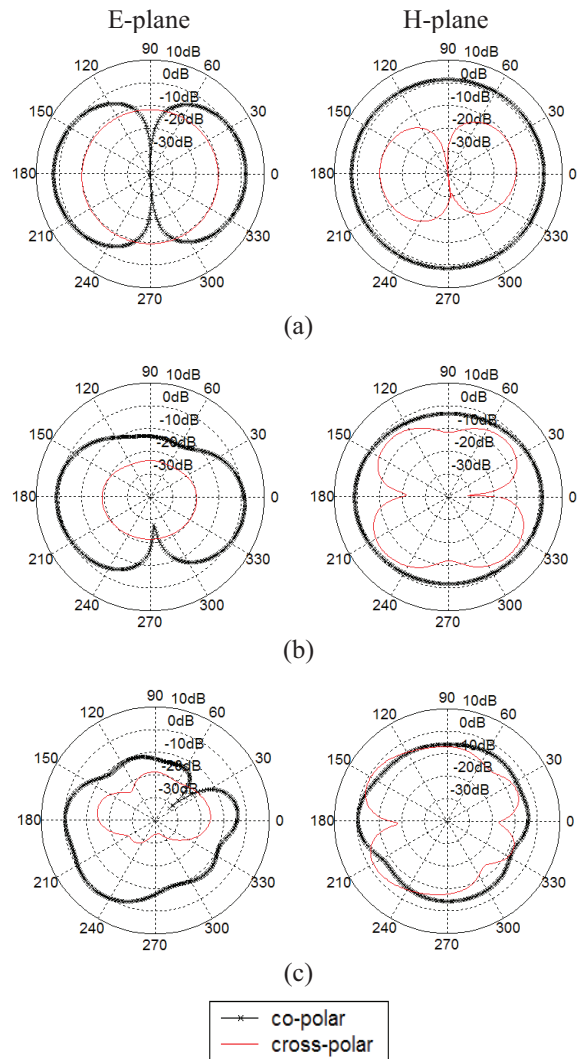 E-plane H-plane
90 10dB 90 10dB
120 60 120 60
0dB 0dB
150 -10dB 30 150 -10dB 30
-20dB -20dB
-30dB -30dB
180 0 180 0
210 330 210 330
240 300 240 300
270 270
(a)
90 10dB 90 10dB
120 60 120 60
0dB 0dB
150 -10dB 30 150 -10dB 30
-20dB -20dB
-30dB -30dB
180 0 180 0
210 330 210 330
240 300 240 300
270 270
(b)
90 10dB 90 10dB
120 60 120 60
0dB 0dB
150 -10dB 30 150 -10dB 30
-20dB -20dB
-30dB -30dB
180 0 180 0
210 330 210 330
240 300 240 300
270 270
(c)
co-polar
cross-polar